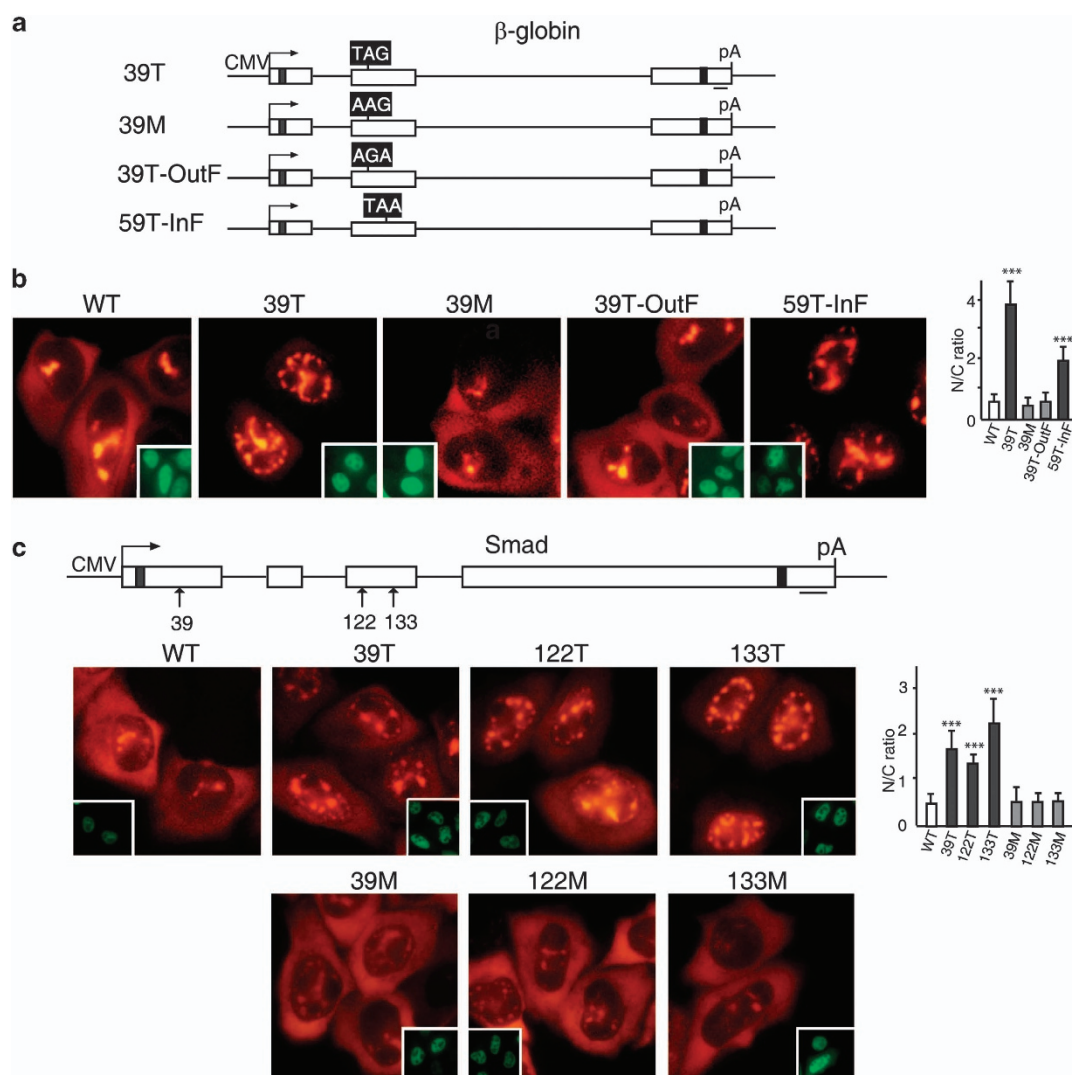 a
β-globin
39T CMV TAG pA
39M AAG pA
39T-OutF AGA pA
59T-InF TAA pA
b
WT 39T 39M 39T-OutF 59T-InF
a
N/C ratio
4
2
0
*** ***
WT 39T 39M 39T-OutF 59T-InF
c
CMV Smad pA
39 122 133
WT 39T 122T 133T
N/C ratio
3
2
1
0
*** *** ***
WT 39T 122T 133T 39M 122M 133M
39M 122M 133M